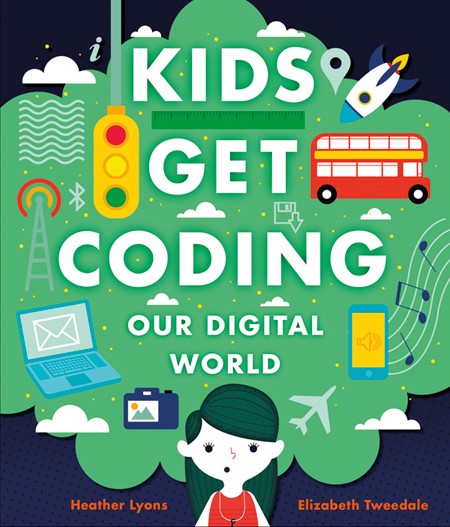 KIDS
GET
CODING
OUR DIGITAL
WORLD
Heather Lyons
Elizabeth Tweedale